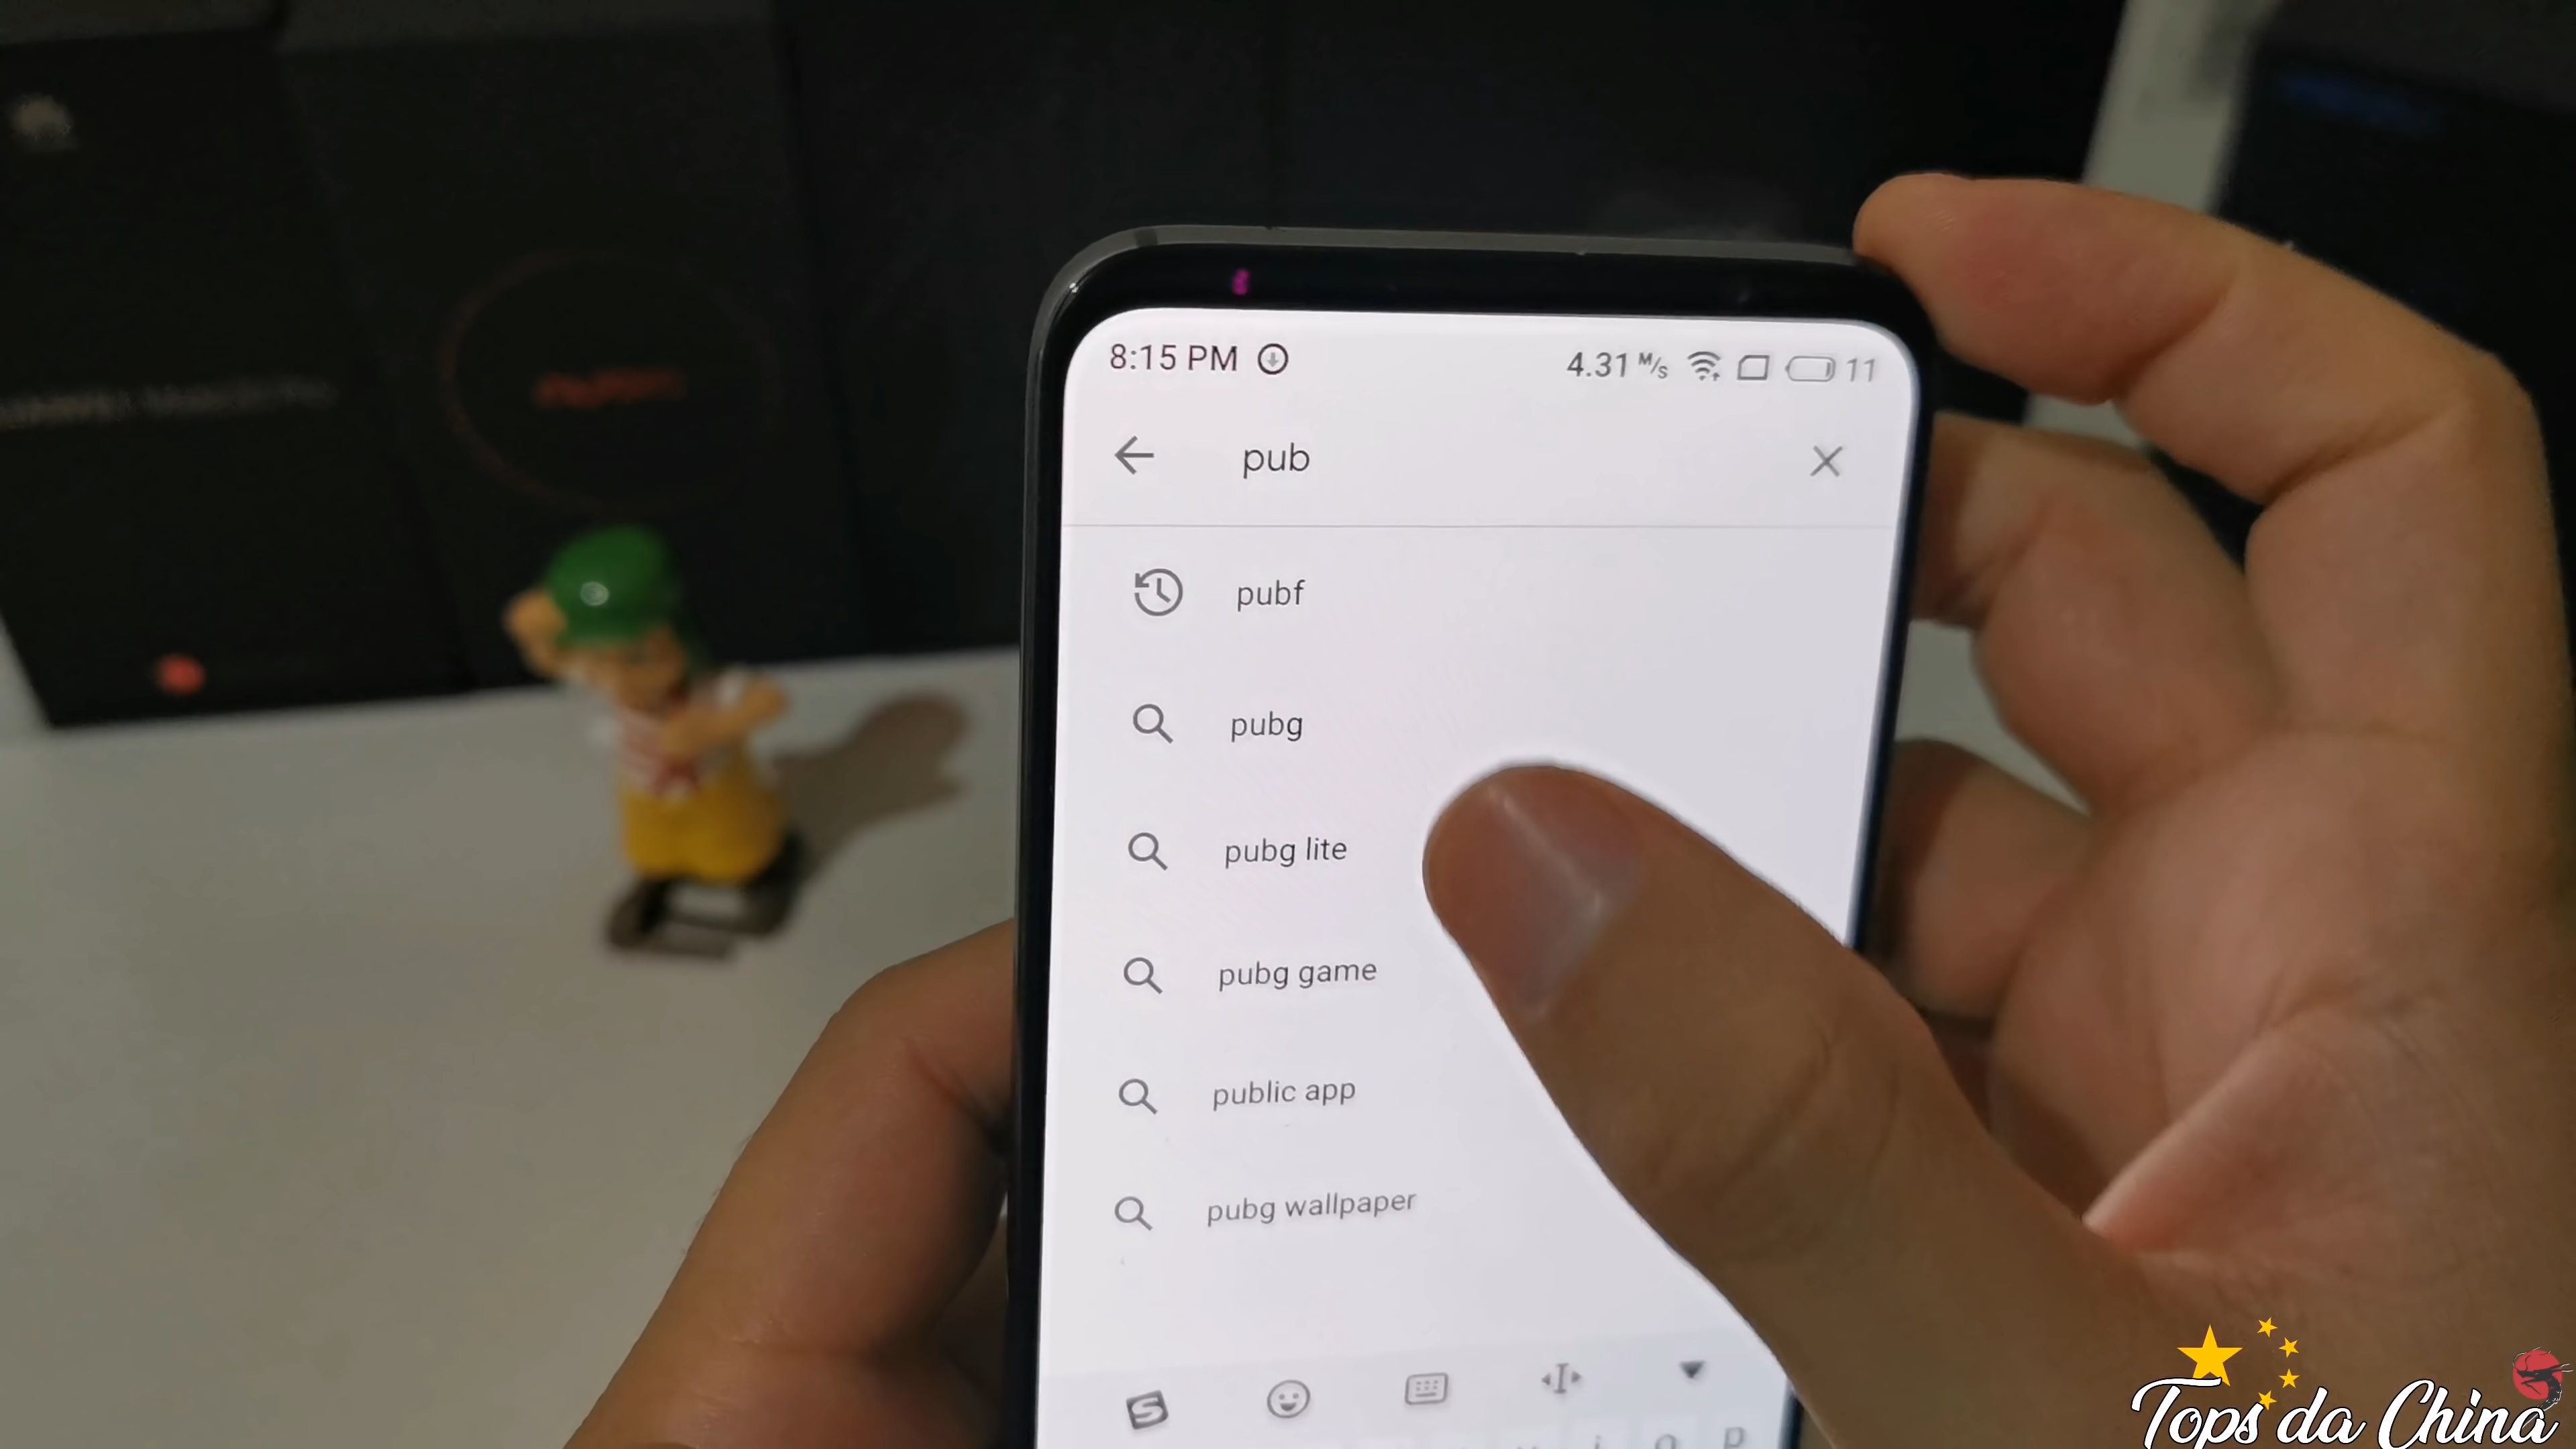 8:15 PM 4.31 M/s 11
pub
pubf
pubg
pubg lite
pubg game
public app
pubg wallpaper
S
o p
Tops da China